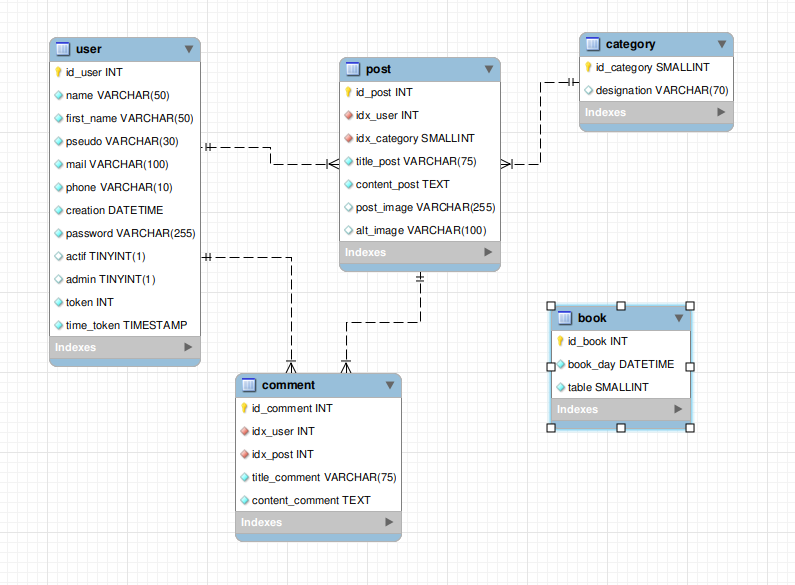 user
id_user INT
name VARCHAR(50)
first_name VARCHAR(50)
pseudo VARCHAR(30)
mail VARCHAR(100)
phone VARCHAR(10)
creation DATETIME
password VARCHAR(255)
actif TINYINT(1)
admin TINYINT(1)
token INT
time_token TIMESTAMP
Indexes
post
id_post INT
idx_user INT
idx_category SMALLINT
title_post VARCHAR(75)
content_post TEXT
post_image VARCHAR(255)
alt_image VARCHAR(100)
Indexes
category
id_category SMALLINT
designation VARCHAR(70)
Indexes
comment
id_comment INT
idx_user INT
idx_post INT
title_comment VARCHAR(75)
content_comment TEXT
Indexes
book
id_book INT
book_day DATETIME
table SMALLINT
Indexes